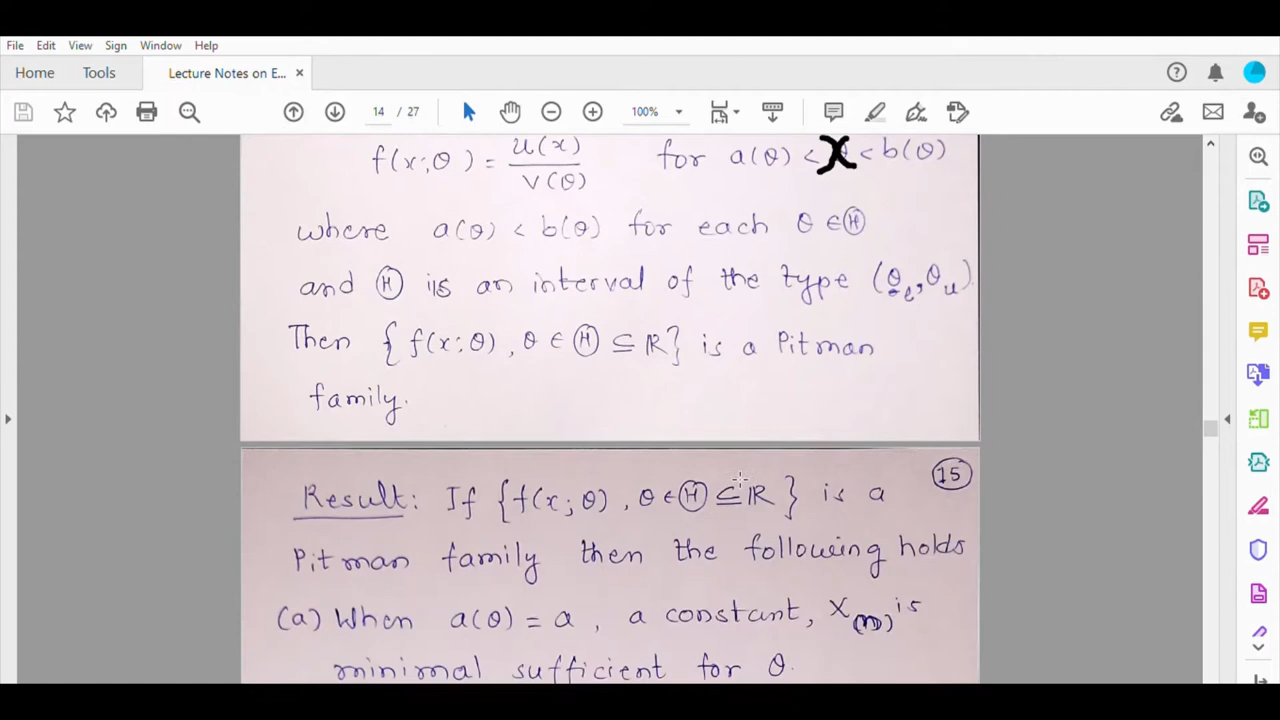 File Edit View Sign Window Help
Home Tools Lecture Notes on E... ×
14 / 27 100%
f(x;θ) = u(x) / v(θ) for a(θ) < X < b(θ)
where a(θ) < b(θ) for each θ ∈ Ⓗ
and Ⓗ is an interval of the type (θ_l, θ_u)
Then {f(x;θ), θ ∈ Ⓗ ⊆ ℝ} is a Pitman
family.
15
Result: If {f(x;θ), θ ∈ Ⓗ ⊆ ℝ} is a
Pitman family then the following holds
(a) When a(θ) = a, a constant, X_(n) is
minimal sufficient for θ.